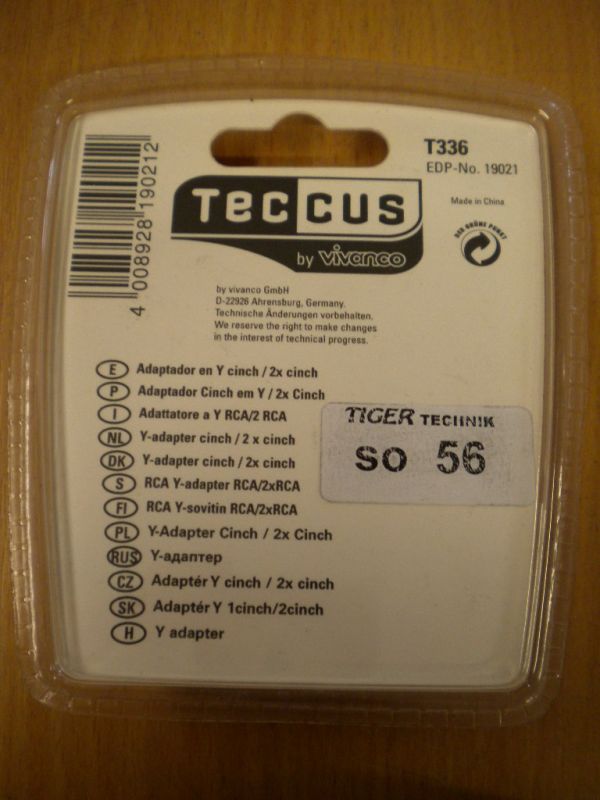 T336
EDP-No. 19021
Made in China
DER GRÜNE PUNKT
4 008928 190212
TECCUS
by vivanco
by vivanco GmbH
D-22926 Ahrensburg, Germany.
Technische Änderungen vorbehalten.
We reserve the right to make changes
in the interest of technical progress.
E Adaptador en Y cinch / 2x cinch
P Adaptador Cinch em Y / 2x Cinch
I Adattatore a Y RCA/2 RCA
NL Y-adapter cinch / 2 x cinch
DK Y-adapter cinch / 2x cinch
S RCA Y-adapter RCA/2xRCA
FI RCA Y-sovitin RCA/2xRCA
PL Y-Adapter Cinch / 2x Cinch
RUS Y-адаптер
CZ Adaptér Y cinch / 2x cinch
SK Adaptér Y 1cinch/2cinch
H Y adapter
TIGER TECHNIK
SO 56